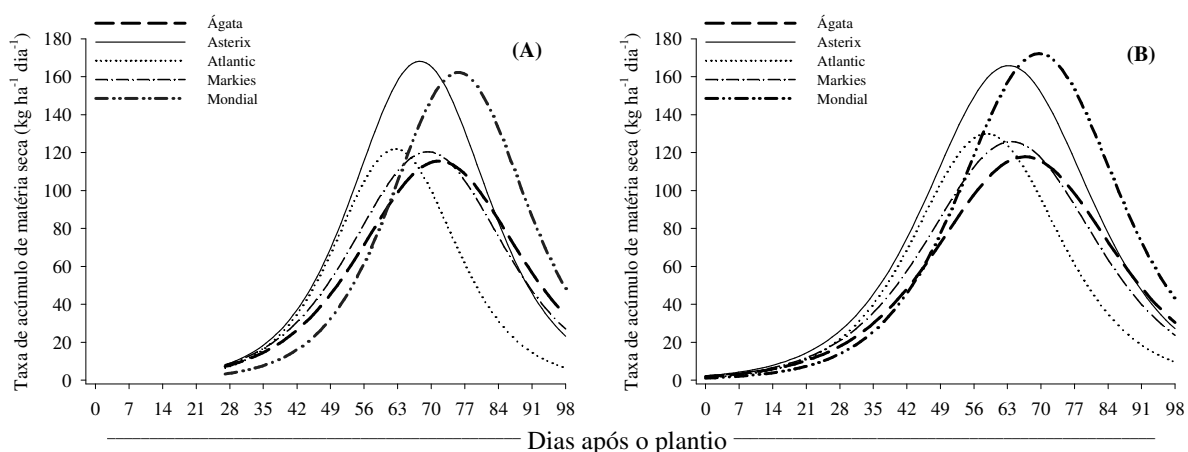 Ágata
Asterix
Atlantic
Markies
Mondial
(A)
Taxa de acúmulo de matéria seca (kg ha⁻¹ dia⁻¹)
180
160
140
120
100
80
60
40
20
0
0 7 14 21 28 35 42 49 56 63 70 77 84 91 98
Ágata
Asterix
Atlantic
Markies
Mondial
(B)
Taxa de acúmulo de matéria seca (kg ha⁻¹ dia⁻¹)
180
160
140
120
100
80
60
40
20
0
0 7 14 21 28 35 42 49 56 63 70 77 84 91 98
Dias após o plantio